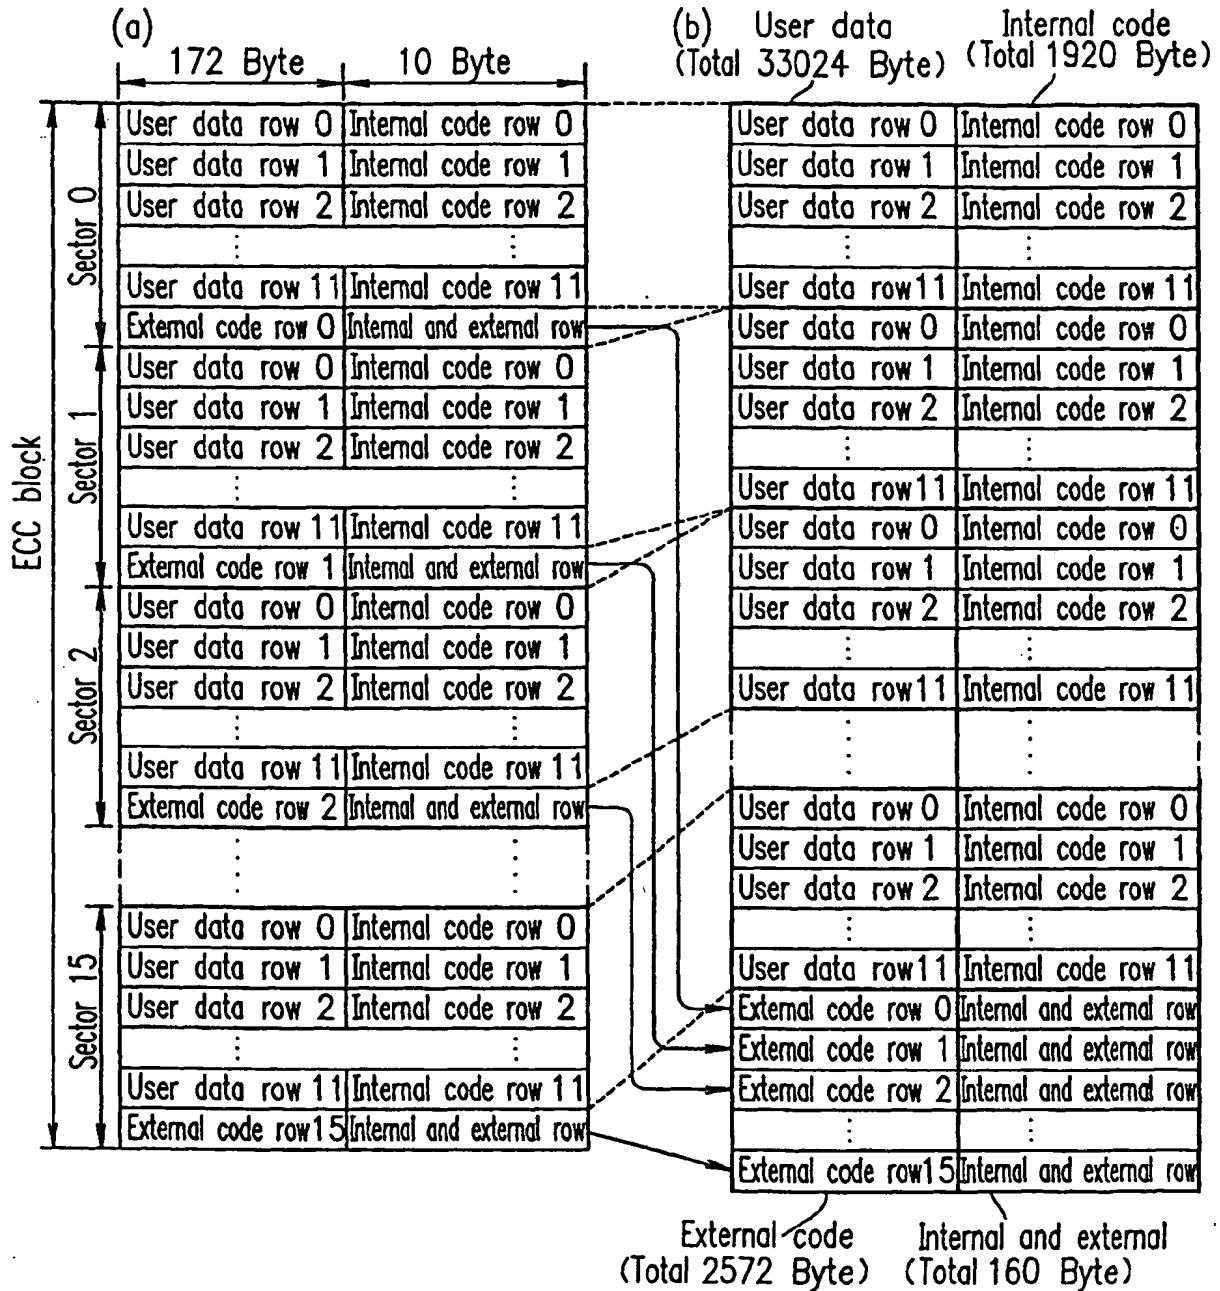 (a)
172 Byte 10 Byte
ECC block
Sector 0
User data row 0 Internal code row 0
User data row 1 Internal code row 1
User data row 2 Internal code row 2
User data row 11 Internal code row 11
External code row 0 Internal and external row
Sector 1
User data row 0 Internal code row 0
User data row 1 Internal code row 1
User data row 2 Internal code row 2
User data row 11 Internal code row 11
External code row 1 Internal and external row
Sector 2
User data row 0 Internal code row 0
User data row 1 Internal code row 1
User data row 2 Internal code row 2
User data row 11 Internal code row 11
External code row 2 Internal and external row
Sector 15
User data row 0 Internal code row 0
User data row 1 Internal code row 1
User data row 2 Internal code row 2
User data row 11 Internal code row 11
External code row 15 Internal and external row
(b)
User data
(Total 33024 Byte)
Internal code
(Total 1920 Byte)
User data row 0 Internal code row 0
User data row 1 Internal code row 1
User data row 2 Internal code row 2
User data row 11 Internal code row 11
User data row 0 Internal code row 0
User data row 1 Internal code row 1
User data row 2 Internal code row 2
User data row 11 Internal code row 11
User data row 0 Internal code row 0
User data row 1 Internal code row 1
User data row 2 Internal code row 2
User data row 11 Internal code row 11
User data row 0 Internal code row 0
User data row 1 Internal code row 1
User data row 2 Internal code row 2
User data row 11 Internal code row 11
External code row 0 Internal and external row
External code row 1 Internal and external row
External code row 2 Internal and external row
External code row 15 Internal and external row
External code
(Total 2572 Byte)
Internal and external
(Total 160 Byte)